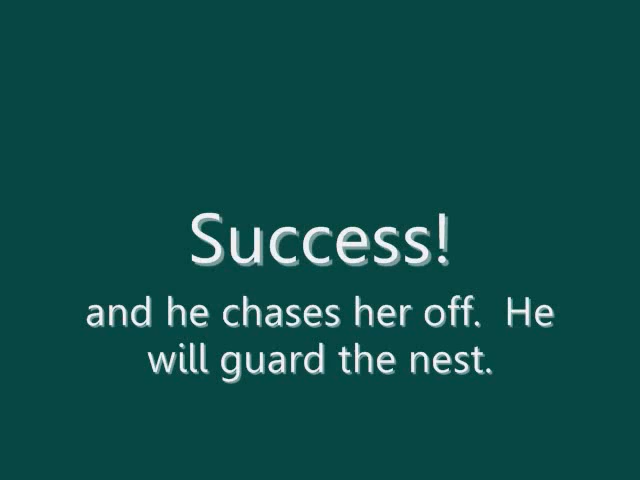 Success!
and he chases her off.  He
will guard the nest.